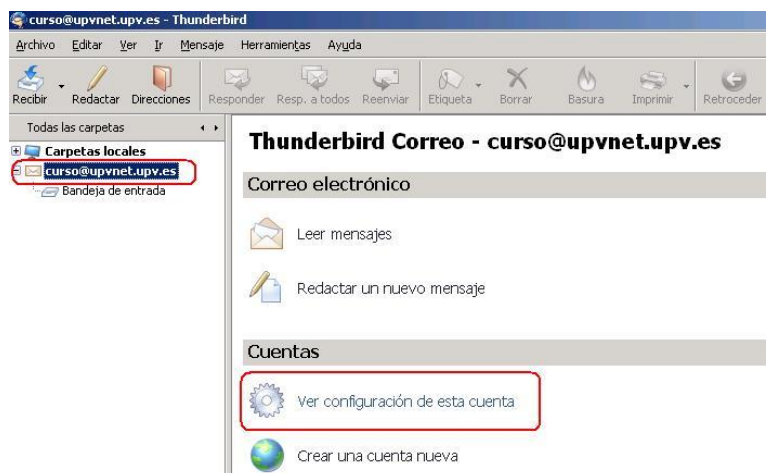 curso@upvnet.upv.es - Thunderbird
Archivo Editar Ver Ir Mensaje Herramientas Ayuda
Recibir Redactar Direcciones Responder Resp. a todos Reenviar Etiqueta Borrar Basura Imprimir Retroceder
Todas las carpetas
Carpetas locales
curso@upvnet.upv.es
Bandeja de entrada
Thunderbird Correo - curso@upvnet.upv.es
Correo electrónico
Leer mensajes
Redactar un nuevo mensaje
Cuentas
Ver configuración de esta cuenta
Crear una cuenta nueva